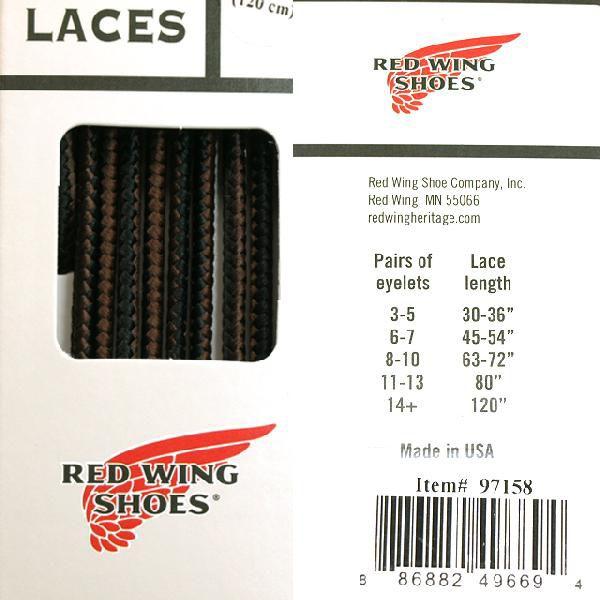 LACES
(120 cm)
RED WING
SHOES®
RED WING
SHOES®
Red Wing Shoe Company, Inc.
Red Wing MN 55066
redwingheritage.com
Pairs of eyelets Lace length
3-5 30-36"
6-7 45-54"
8-10 63-72"
11-13 80"
14+ 120"
Made in USA
Item# 97158
8 86882 49669 4